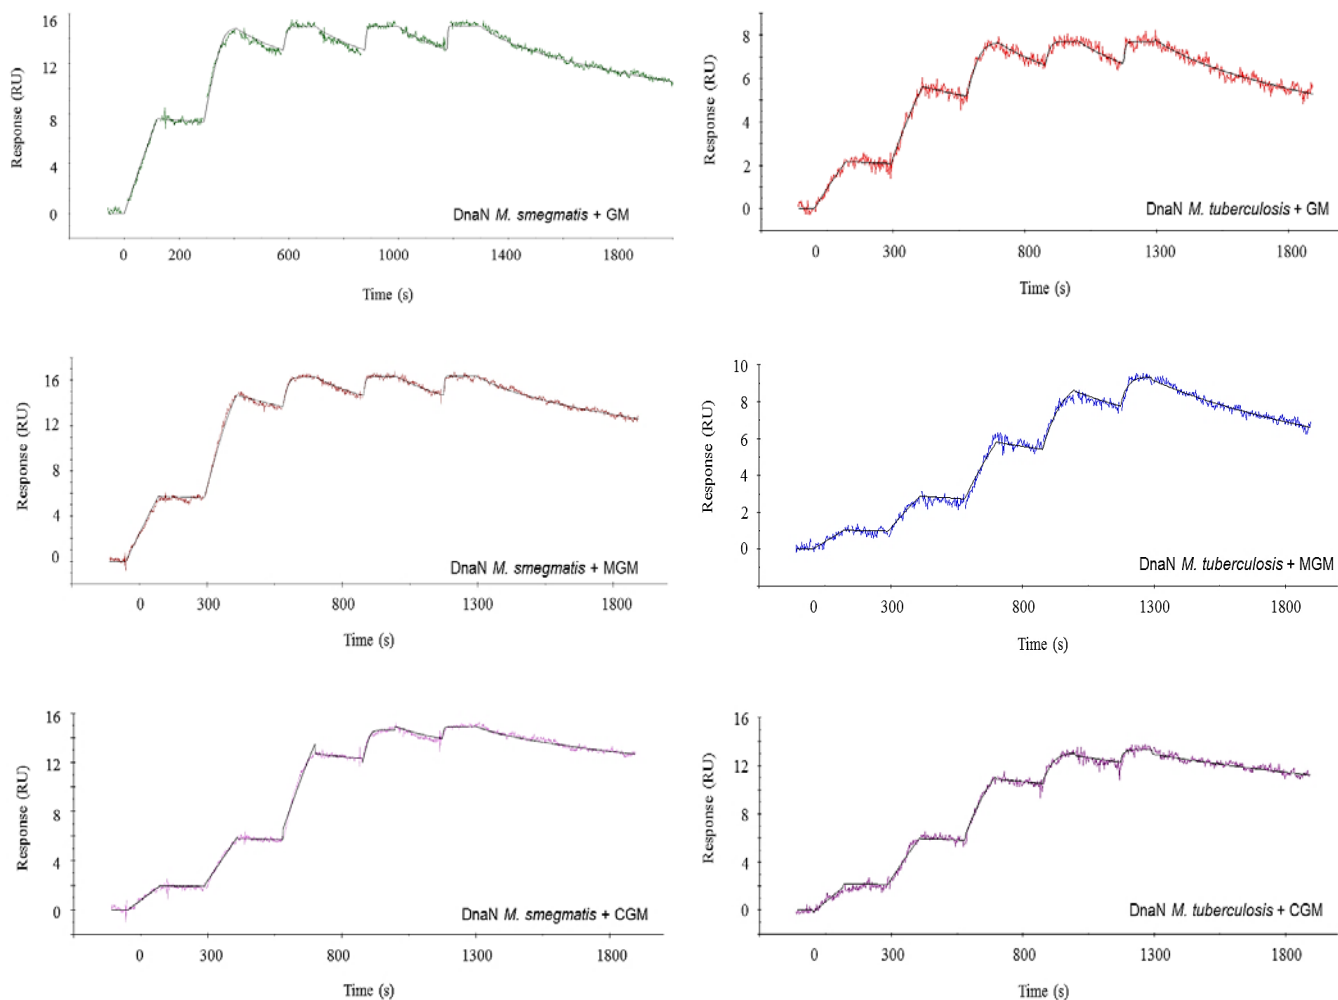 16
12
8
4
0
Response (RU)
DnaN M. smegmatis + GM
0 200 600 1000 1400 1800
Time (s)
8
6
4
2
0
Response (RU)
DnaN M. tuberculosis + GM
0 300 800 1300 1800
Time (s)
16
12
8
4
0
Response (RU)
DnaN M. smegmatis + MGM
0 300 800 1300 1800
Time (s)
10
8
6
4
2
0
Response (RU)
DnaN M. tuberculosis + MGM
0 300 800 1300 1800
Time (s)
16
12
8
4
0
Response (RU)
DnaN M. smegmatis + CGM
0 300 800 1300 1800
Time (s)
16
12
8
4
0
Response (RU)
DnaN M. tuberculosis + CGM
0 300 800 1300 1800
Time (s)